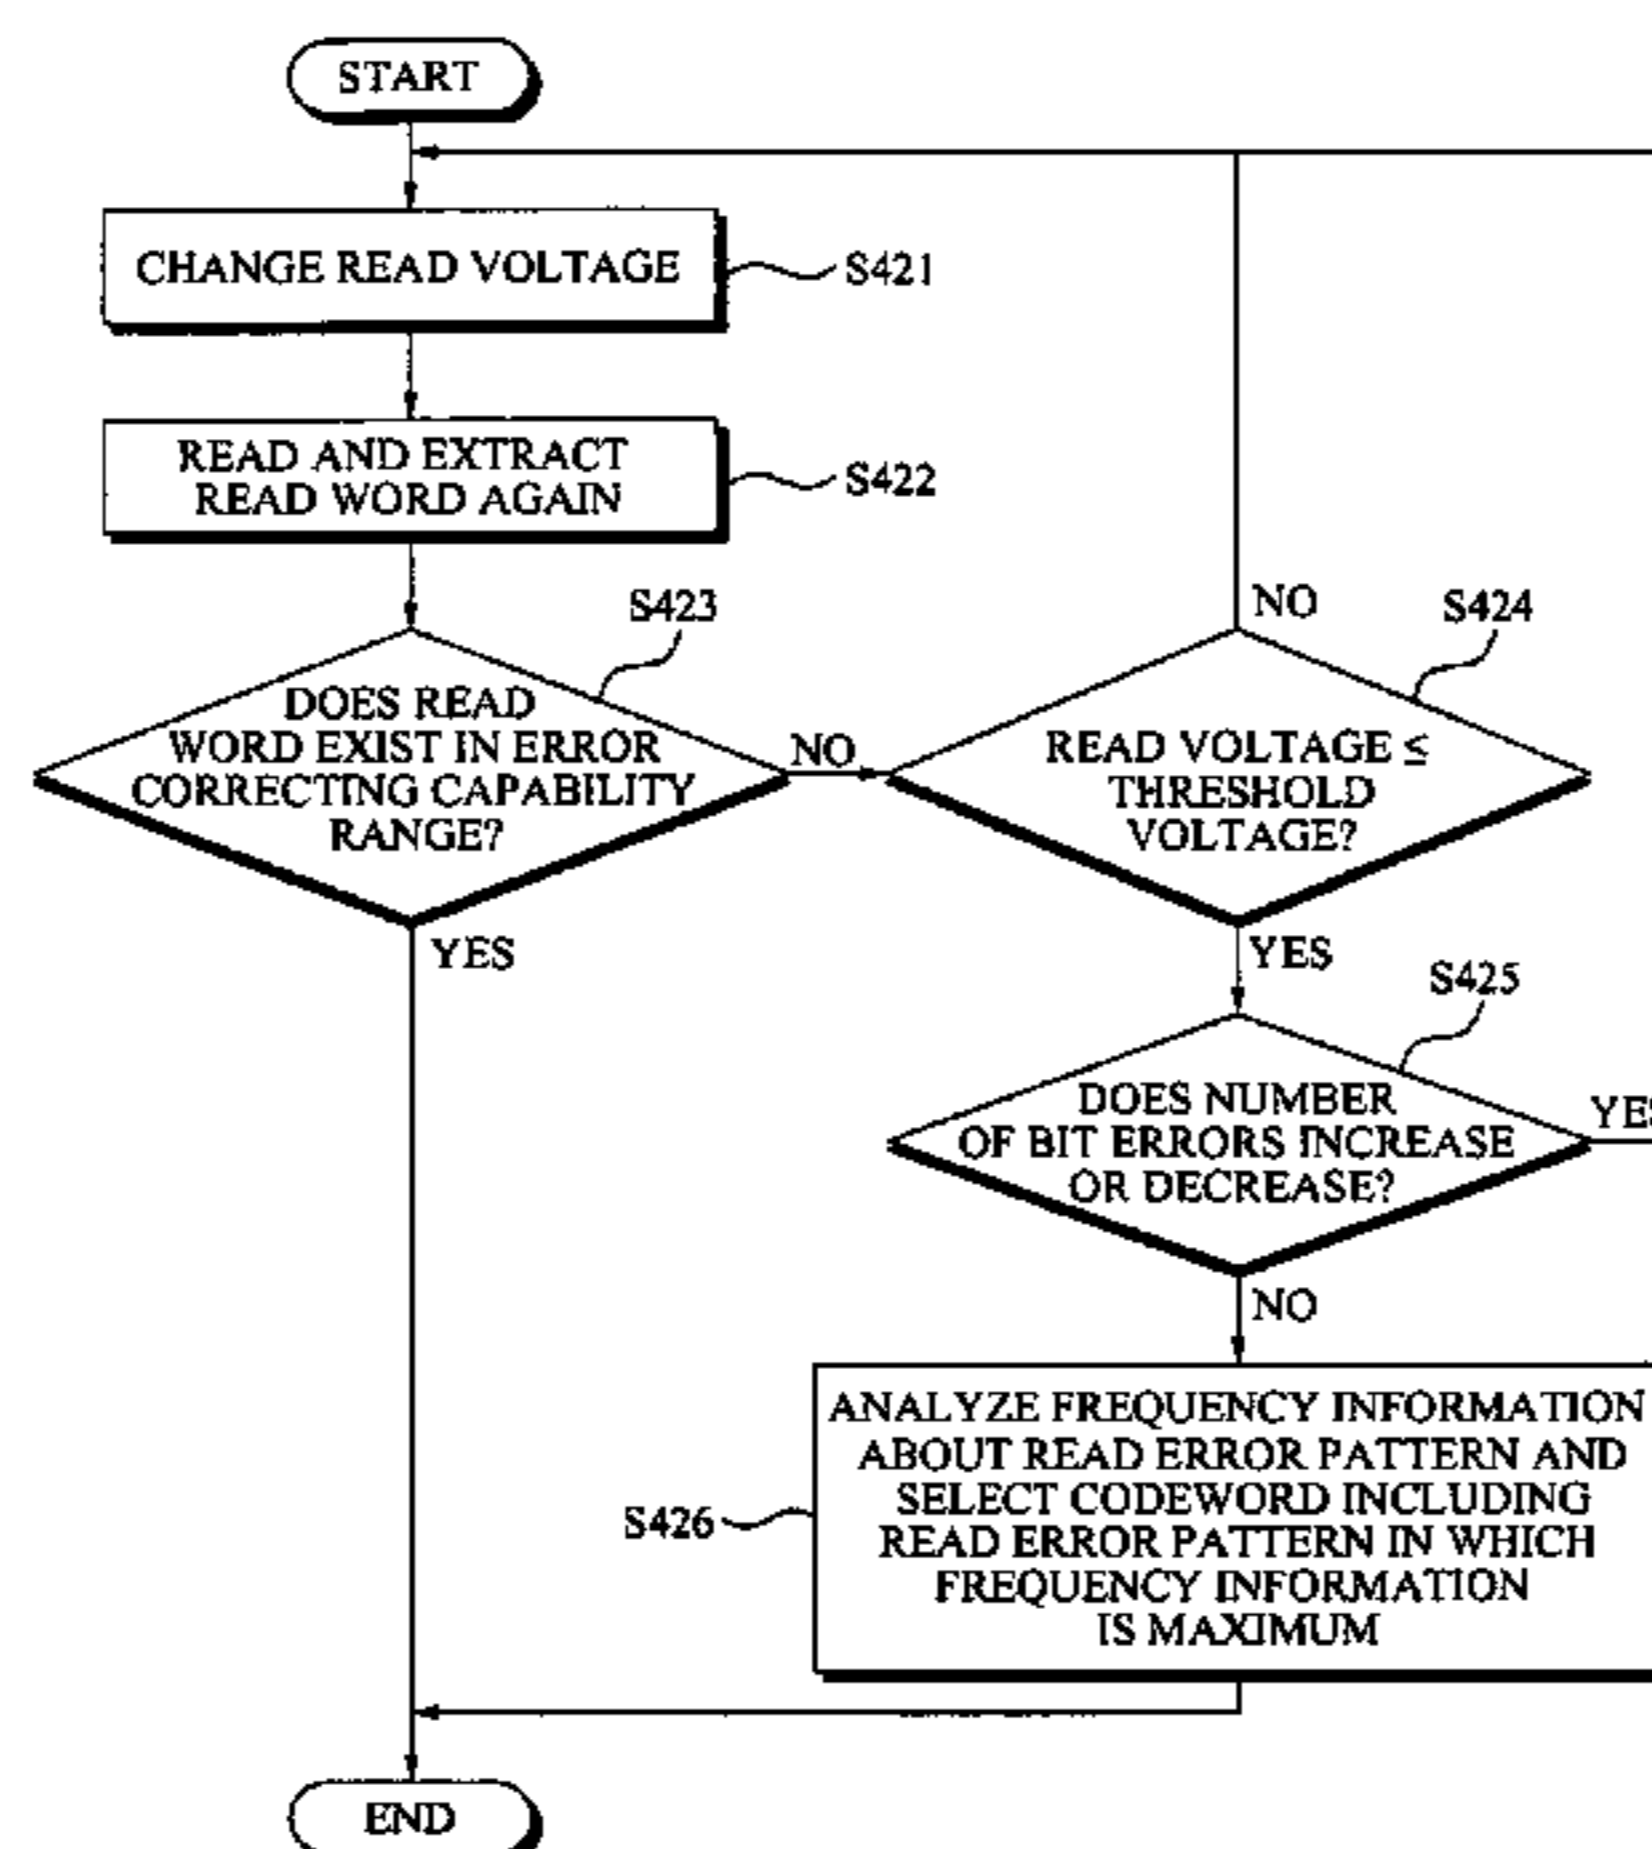 START
CHANGE READ VOLTAGE
S421
READ AND EXTRACT
READ WORD AGAIN
S422
S423
DOES READ
WORD EXIST IN ERROR
CORRECTING CAPABILITY
RANGE?
NO
YES
NO
S424
READ VOLTAGE ≤
THRESHOLD
VOLTAGE?
YES
S425
DOES NUMBER
OF BIT ERRORS INCREASE
OR DECREASE?
YES
NO
ANALYZE FREQUENCY INFORMATION
ABOUT READ ERROR PATTERN AND
SELECT CODEWORD INCLUDING
READ ERROR PATTERN IN WHICH
FREQUENCY INFORMATION
IS MAXIMUM
S426
END